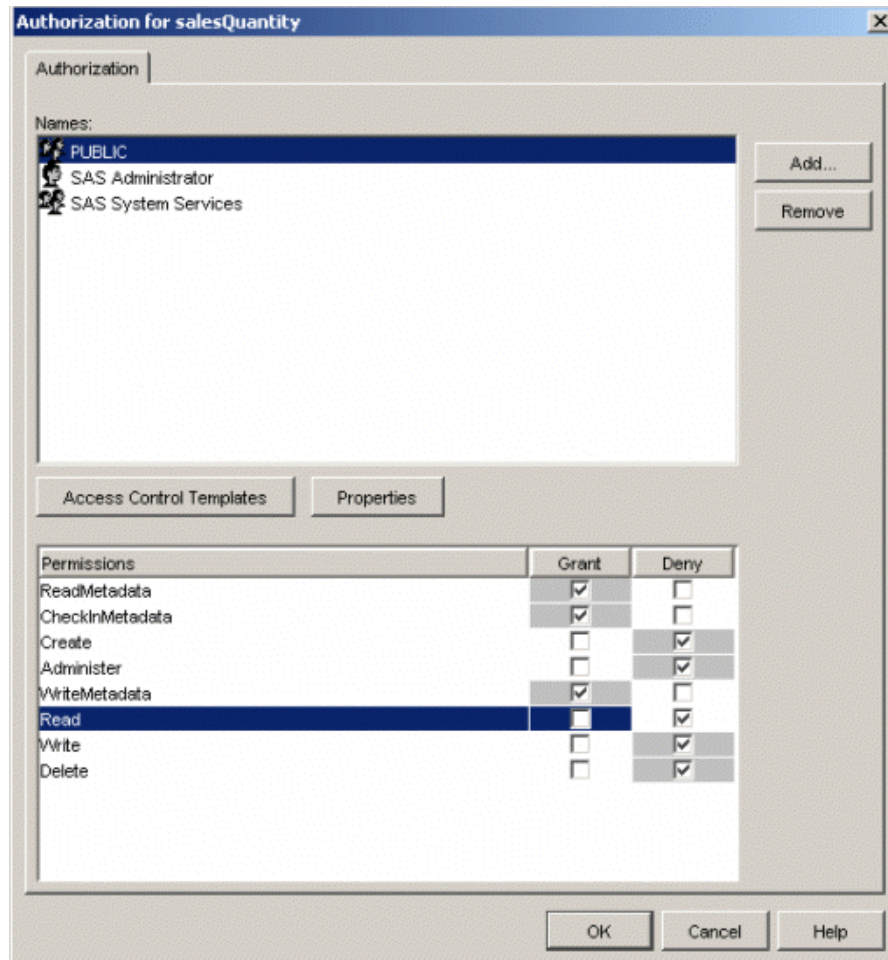 Authorization for salesQuantity
Authorization
Names:
PUBLIC
SAS Administrator
SAS System Services
Add...
Remove
Access Control Templates Properties
Permissions Grant Deny
ReadMetadata
CheckInMetadata
Create
Administer
WriteMetadata
Read
Write
Delete
OK Cancel Help